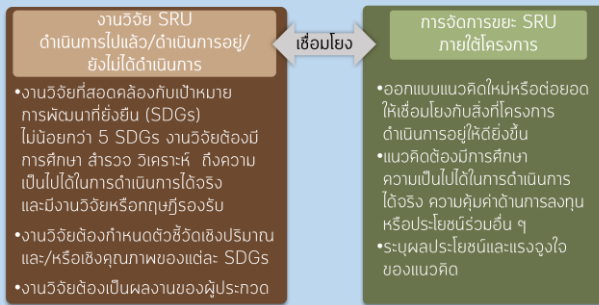 งานวิจัย SRU
ดำเนินการไปแล้ว/ดำเนินการอยู่/
ยังไม่ได้ดำเนินการ
•งานวิจัยที่สอดคล้องกับเป้าหมาย
การพัฒนาที่ยั่งยืน (SDGs)
ไม่น้อยกว่า 5 SDGs งานวิจัยต้องมี
การศึกษา สำรวจ วิเคราะห์ ถึงความ
เป็นไปได้ในการดำเนินการได้จริง
และมีงานวิจัยหรือทฤษฎีรองรับ
•งานวิจัยต้องกำหนดตัวชี้วัดเชิงปริมาณ
และ/หรือเชิงคุณภาพของแต่ละ SDGs
•งานวิจัยต้องเป็นผลงานของผู้ประกวด
เชื่อมโยง
การจัดการขยะ SRU
ภายใต้โครงการ
•ออกแบบแนวคิดใหม่หรือต่อยอด
ให้เชื่อมโยงกับสิ่งที่โครงการ
ดำเนินการอยู่ให้ดียิ่งขึ้น
•แนวคิดต้องมีการศึกษา
ความเป็นไปได้ในการดำเนินการ
ได้จริง ความคุ้มค่าด้านการลงทุน
หรือประโยชน์ร่วมอื่น ๆ
•ระบุผลประโยชน์และแรงจูงใจ
ของแนวคิด